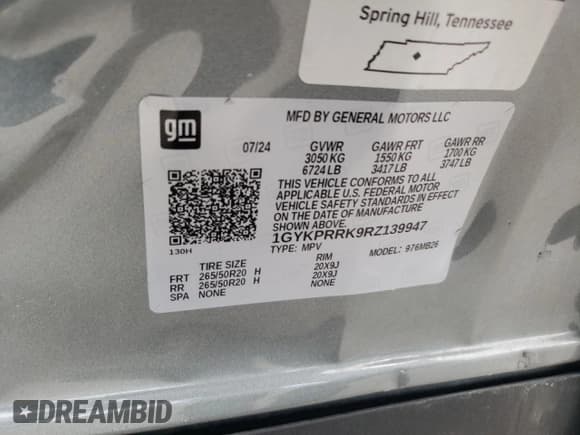 Spring Hill, Tennessee
gm
MFD BY GENERAL MOTORS LLC
07/24 GVWR GAWR FRT GAWR RR
3050 KG 1550 KG 1700 KG
6724 LB 3417 LB 3747 LB
THIS VEHICLE CONFORMS TO ALL
APPLICABLE U.S. FEDERAL MOTOR
VEHICLE SAFETY STANDARDS IN EFFECT
ON THE DATE OF MANUFACTURE
SHOWN ABOVE.
1GYKPRRK9RZ139947
TYPE: MPV MODEL: 976MB26
130H
TIRE SIZE RIM
FRT 265/50R20 H 20X9J
RR 265/50R20 H 20X9J
SPA NONE NONE
DREAMBID